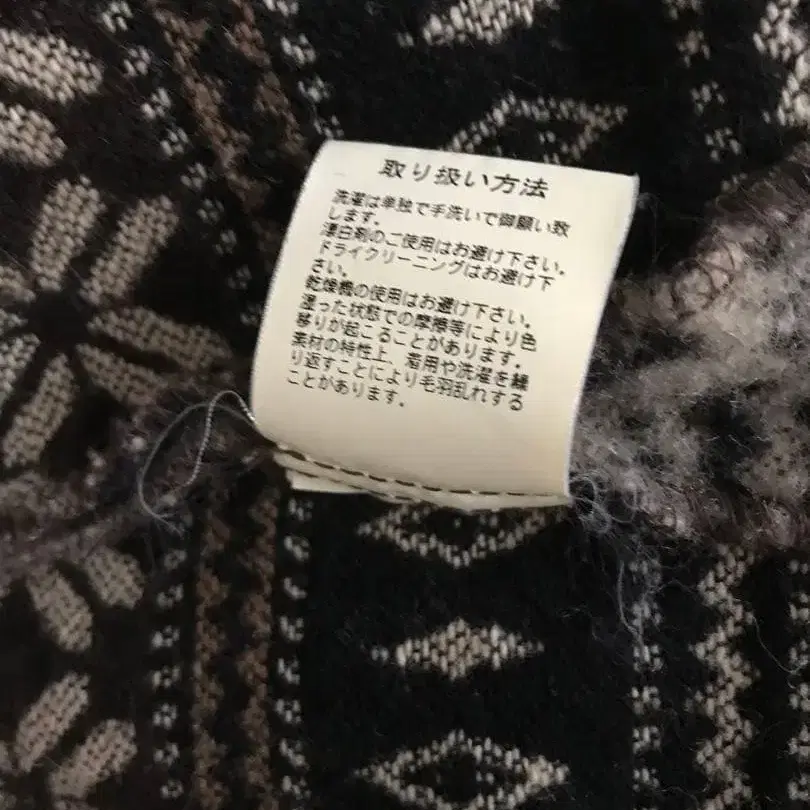 取り扱い方法
洗濯は単独で手洗いで御願い致
します。
漂白剤のご使用はお避け下さい。
ドライクリーニングはお避け下
さい。
乾燥機の使用はお避け下さい。
湿った状態での摩擦等により色
移りが起こることがあります。
素材の特性上、着用や洗濯を繰
り返すことにより毛羽乱れする
ことがあります。